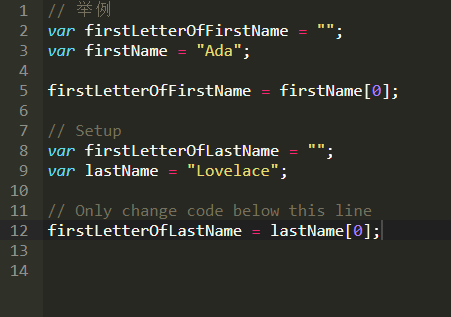 1 // 举例
2 var firstLetterOfFirstName = "";
3 var firstName = "Ada";
4
5 firstLetterOfFirstName = firstName[0];
6
7 // Setup
8 var firstLetterOfLastName = "";
9 var lastName = "Lovelace";
10
11 // Only change code below this line
12 firstLetterOfLastName = lastName[0];
13
14